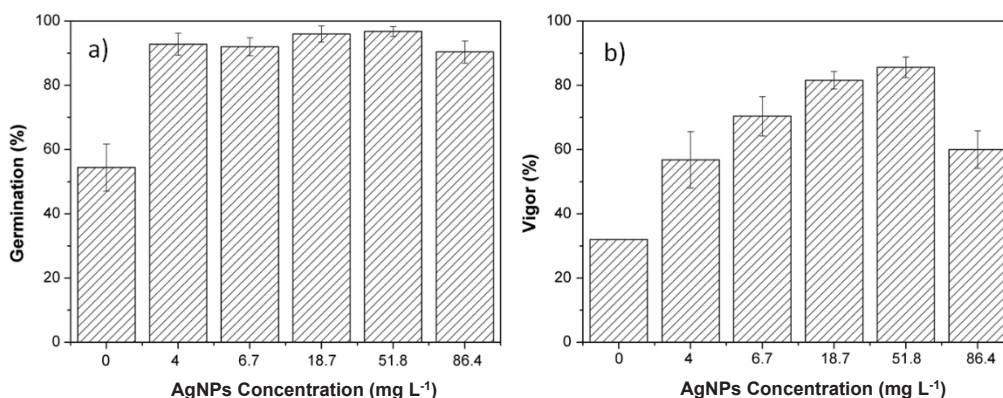 a)
Germination (%)
100
80
60
40
20
0
0 4 6.7 18.7 51.8 86.4
AgNPs Concentration (mg L⁻¹)
b)
Vigor (%)
100
80
60
40
20
0
0 4 6.7 18.7 51.8 86.4
AgNPs Concentration (mg L⁻¹)